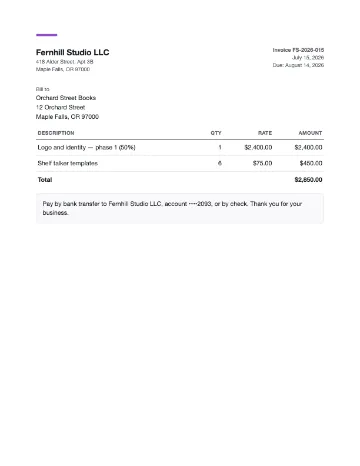 Fernhill Studio LLC
418 Alder Street, Apt 3B
Maple Falls, OR 97000
Invoice FS-2026-015
July 15, 2026
Due: August 14, 2026
Bill to
Orchard Street Books
12 Orchard Street
Maple Falls, OR 97000
DESCRIPTION QTY RATE AMOUNT
Logo and identity — phase 1 (50%) 1 $2,400.00 $2,400.00
Shelf talker templates 6 $75.00 $450.00
Total $2,850.00
Pay by bank transfer to Fernhill Studio LLC, account ····2093, or by check. Thank you for your
business.